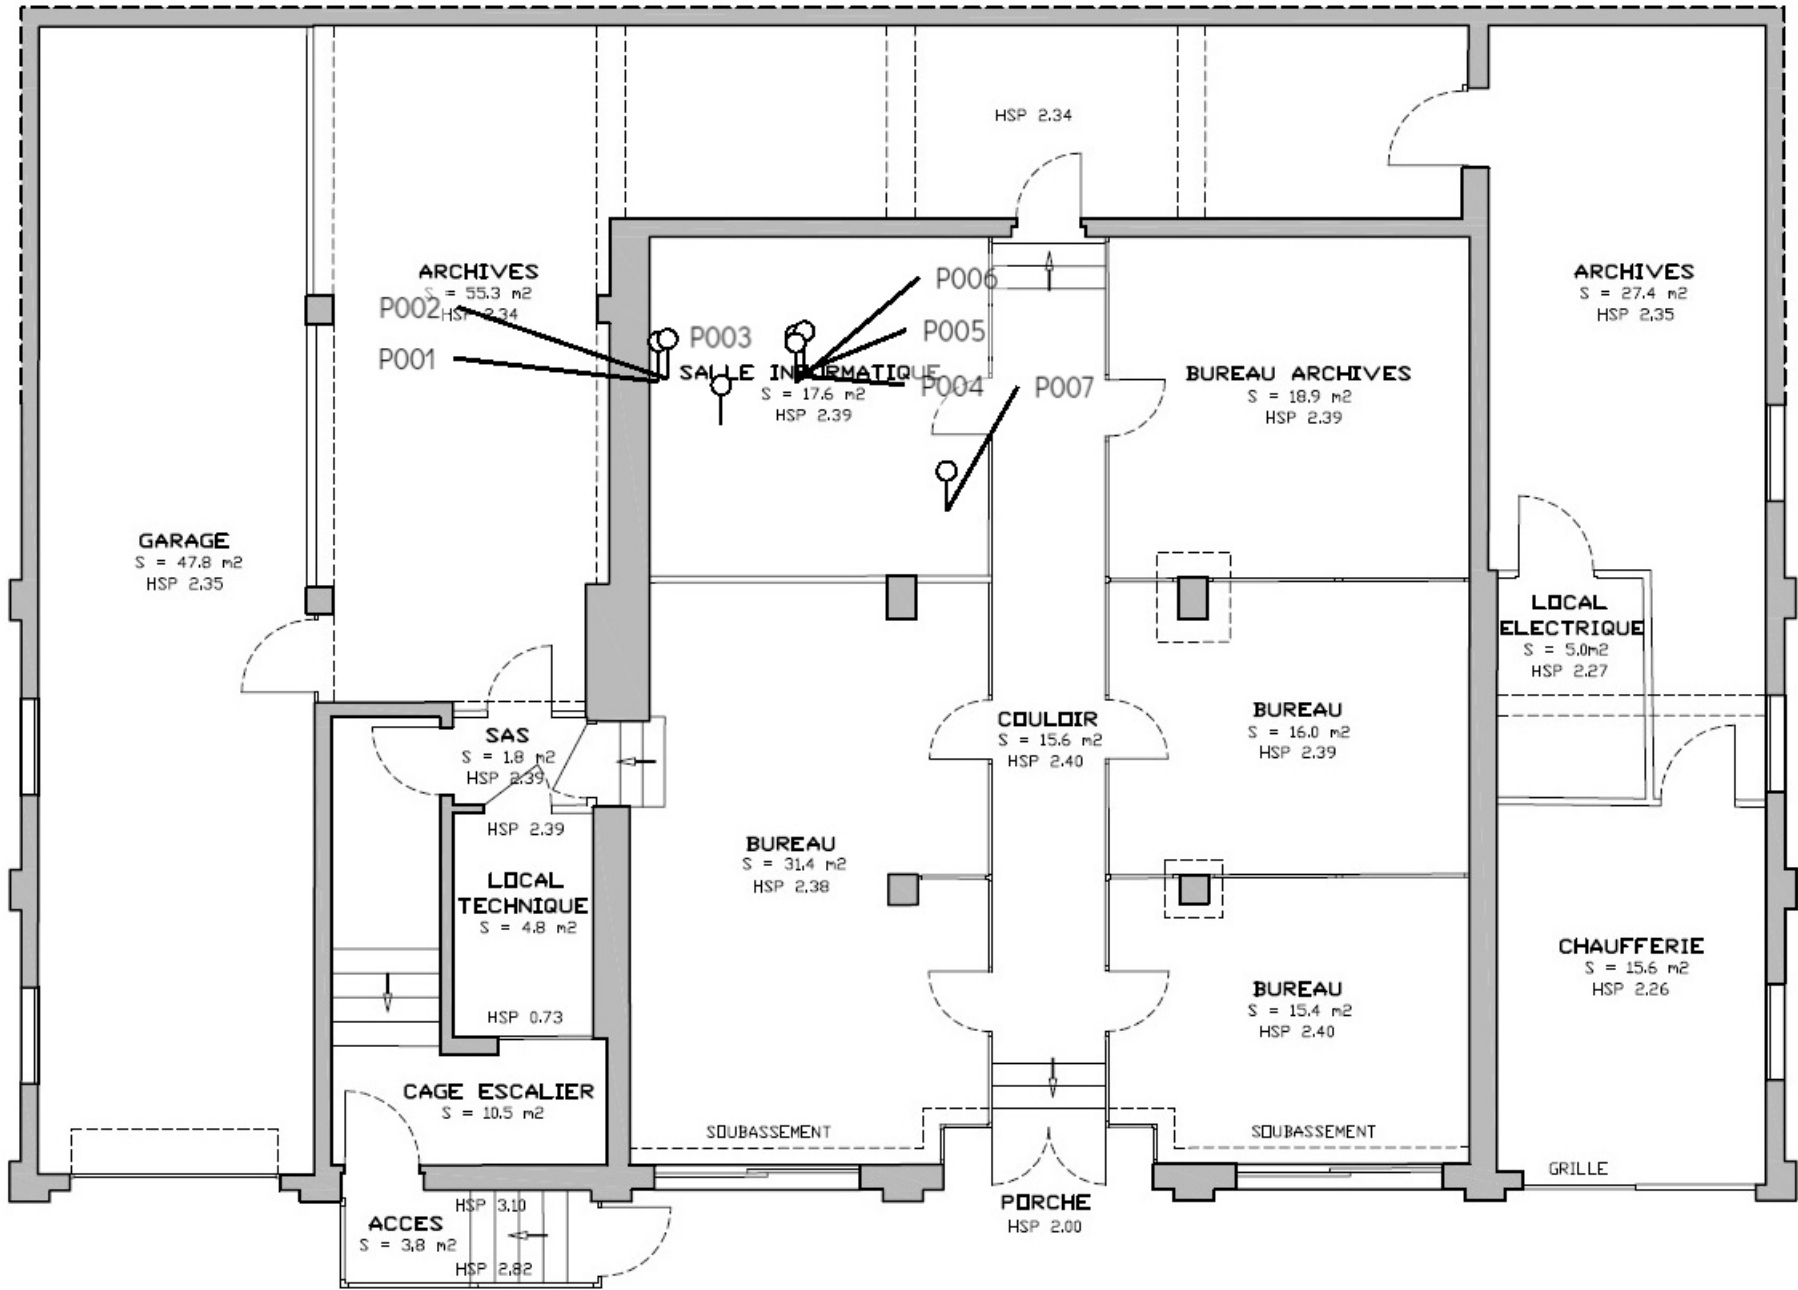 HSP 2.34
ARCHIVES
S = 55.3 m2
HSP 2.34
P002
P001
P003
P006
P005
P004
P007
SALLE INFORMATIQUE
S = 17.6 m2
HSP 2.39
BUREAU ARCHIVES
S = 18.9 m2
HSP 2.39
ARCHIVES
S = 27.4 m2
HSP 2.35
GARAGE
S = 47.8 m2
HSP 2.35
LOCAL
ELECTRIQUE
S = 5.0m2
HSP 2.27
SAS
S = 1.8 m2
HSP 2.39
COULOIR
S = 15.6 m2
HSP 2.40
BUREAU
S = 16.0 m2
HSP 2.39
HSP 2.39
LOCAL
TECHNIQUE
S = 4.8 m2
HSP 0.73
BUREAU
S = 31.4 m2
HSP 2.38
CHAUFFERIE
S = 15.6 m2
HSP 2.26
BUREAU
S = 15.4 m2
HSP 2.40
CAGE ESCALIER
S = 10.5 m2
SOUBASSEMENT
SOUBASSEMENT
GRILLE
HSP 3.10
ACCES
S = 3.8 m2
HSP 2.82
PORCHE
HSP 2.00